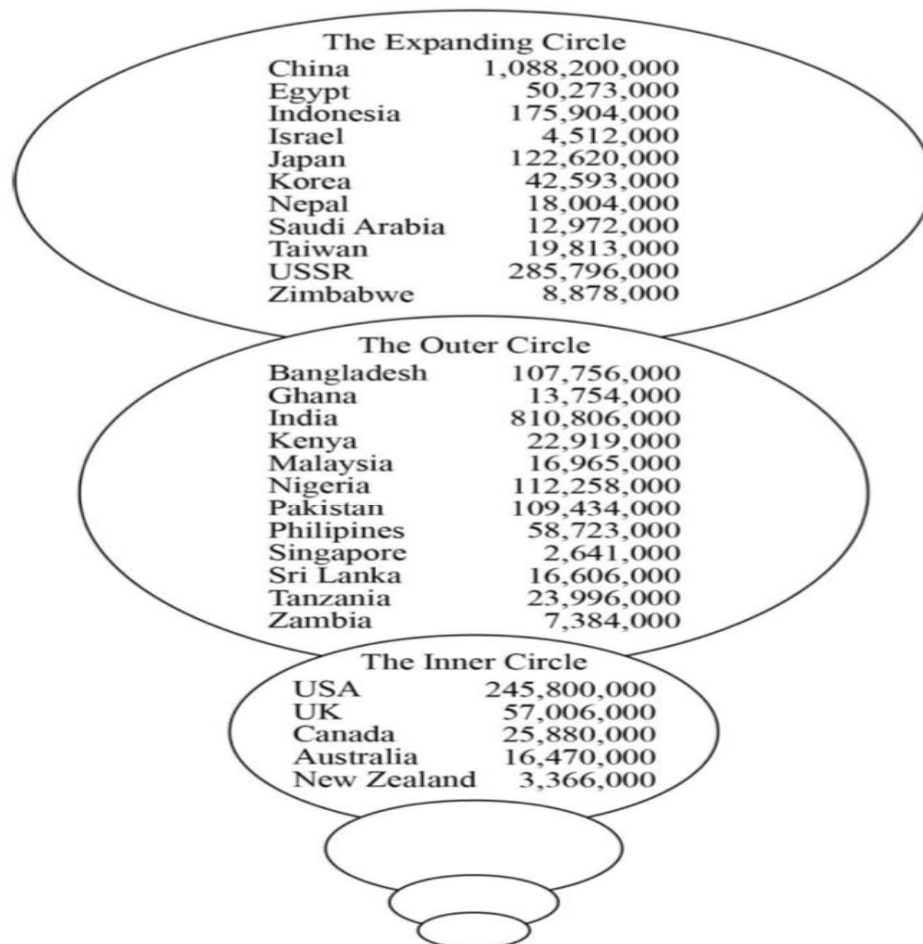 The Expanding Circle
China 1,088,200,000
Egypt 50,273,000
Indonesia 175,904,000
Israel 4,512,000
Japan 122,620,000
Korea 42,593,000
Nepal 18,004,000
Saudi Arabia 12,972,000
Taiwan 19,813,000
USSR 285,796,000
Zimbabwe 8,878,000
The Outer Circle
Bangladesh 107,756,000
Ghana 13,754,000
India 810,806,000
Kenya 22,919,000
Malaysia 16,965,000
Nigeria 112,258,000
Pakistan 109,434,000
Philipines 58,723,000
Singapore 2,641,000
Sri Lanka 16,606,000
Tanzania 23,996,000
Zambia 7,384,000
The Inner Circle
USA 245,800,000
UK 57,006,000
Canada 25,880,000
Australia 16,470,000
New Zealand 3,366,000